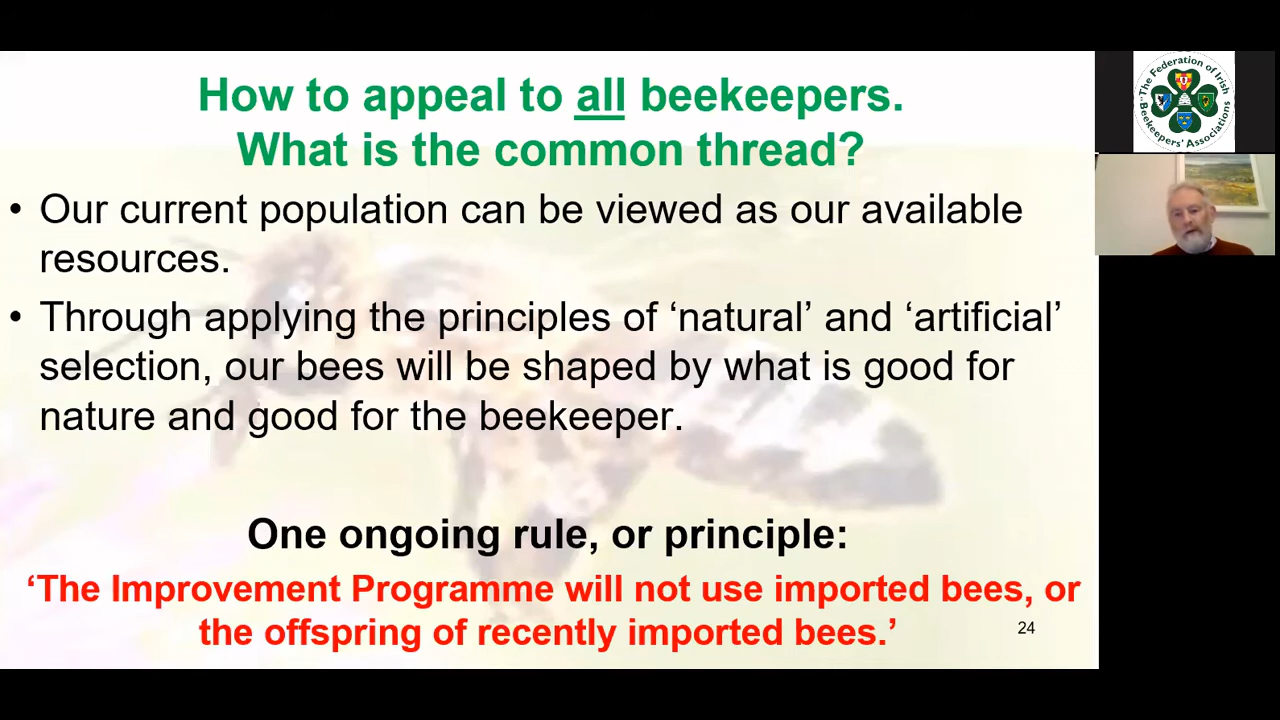 How to appeal to all beekeepers.
What is the common thread?
• Our current population can be viewed as our available
resources.
• Through applying the principles of ‘natural’ and ‘artificial’
selection, our bees will be shaped by what is good for
nature and good for the beekeeper.
One ongoing rule, or principle:
‘The Improvement Programme will not use imported bees, or
the offspring of recently imported bees.’
24
The Federation of Irish
Beekeepers' Associations